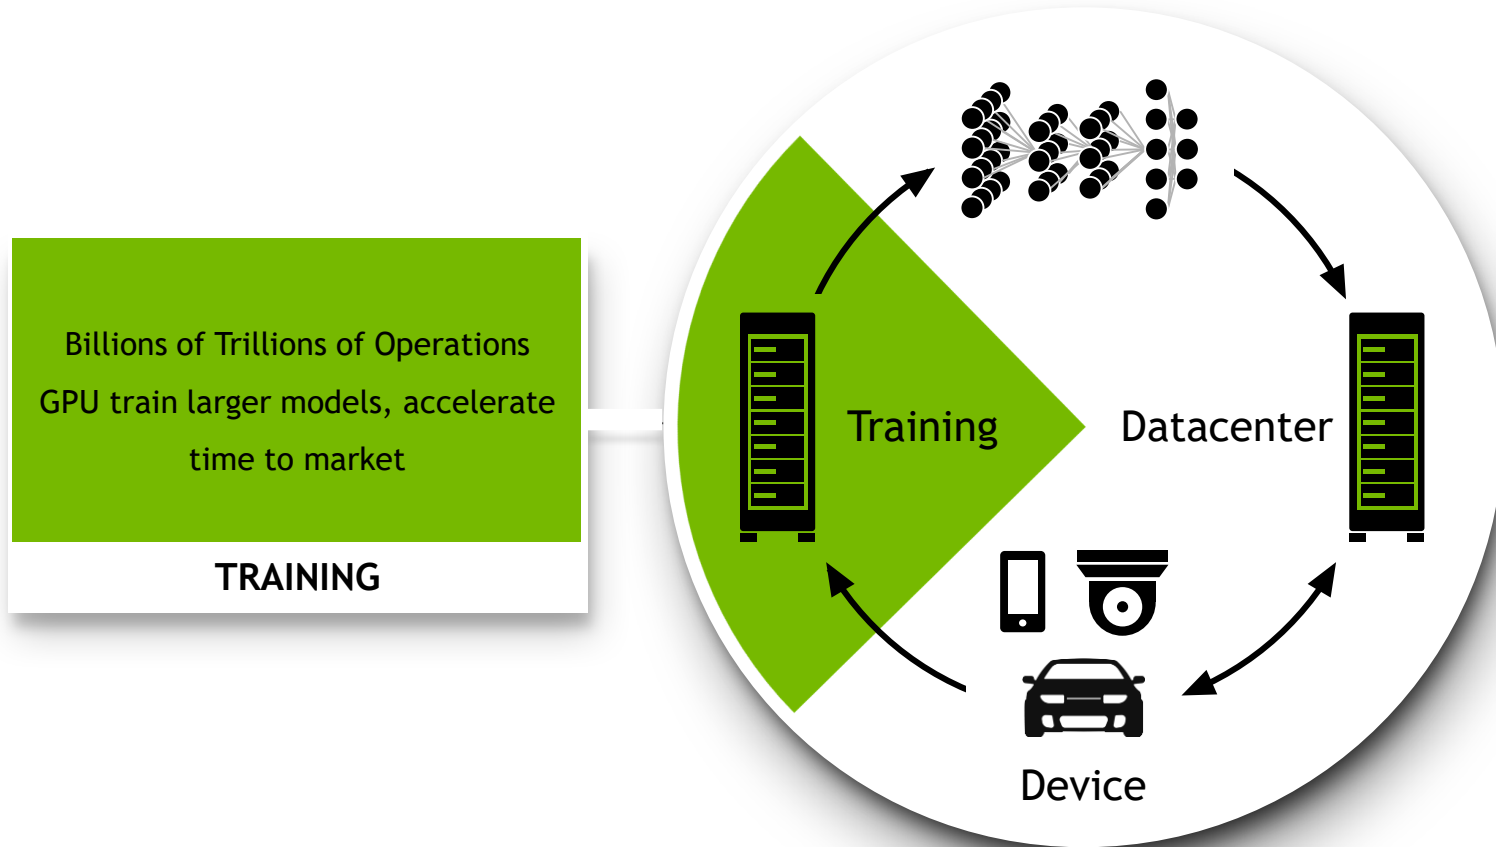 Billions of Trillions of Operations
GPU train larger models, accelerate
time to market
TRAINING
Training
Datacenter
Device